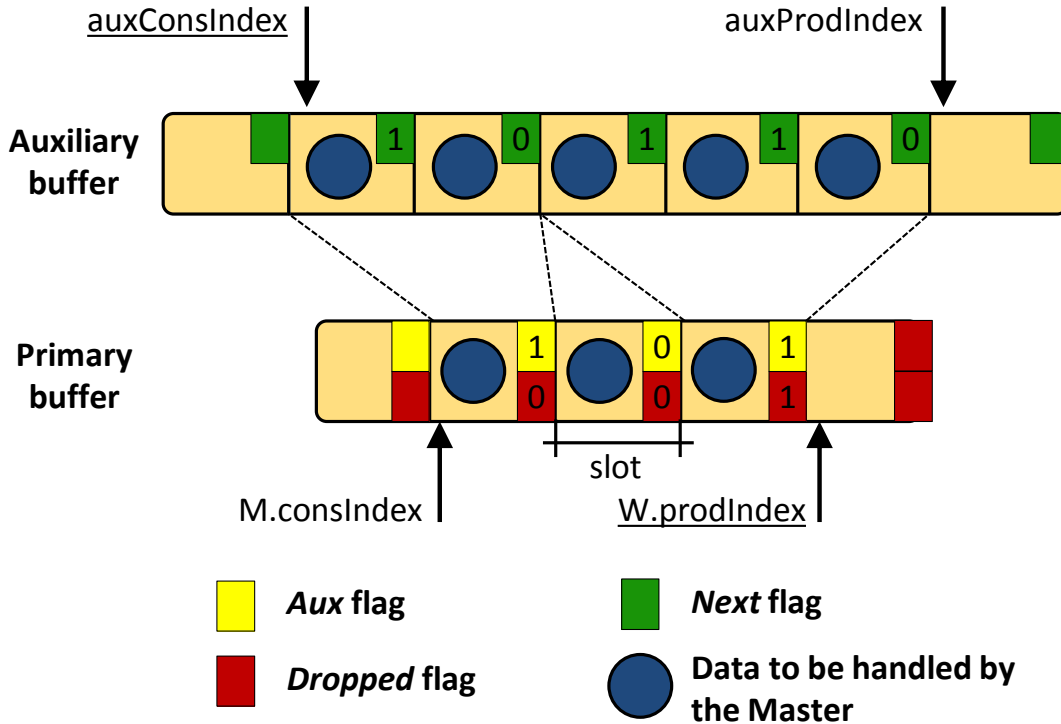 auxConsIndex auxProdIndex
Auxiliary
buffer
1 0 1 1 0
Primary
buffer
1 0 1
0 0 1
slot
M.consIndex W.prodIndex
Aux flag Next flag
Dropped flag Data to be handled by
the Master